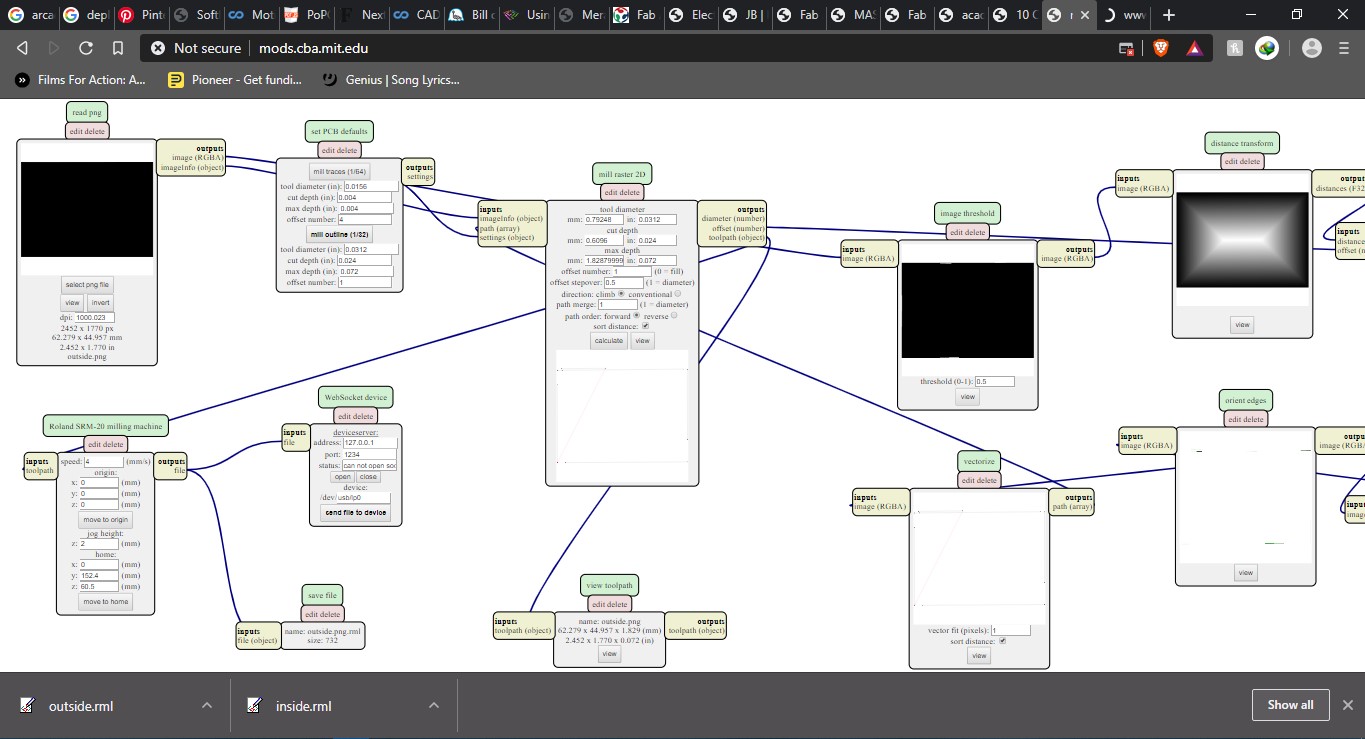 arca
depl
Pint
Soft
Mot
PoP
Nex
CAD
Bill c
Usin
Mer
Fab
Elec
JB |
Fab
MAS
Fab
acac
10 C
r
www
Not secure
mods.cba.mit.edu
Films For Action: A...
Pioneer - Get fundi...
Genius | Song Lyrics...
read png
edit delete
outputs
image (RGBA)
imageInfo (object)
select png file
view invert
dpi: 1000.023
2452 x 1770 px
62.279 x 44.957 mm
2.452 x 1.770 in
outside.png
set PCB defaults
edit delete
outputs
settings
mill traces (1/64)
tool diameter (in): 0.0156
cut depth (in): 0.004
max depth (in): 0.004
offset number: 4
mill outline (1/32)
tool diameter (in): 0.0312
cut depth (in): 0.024
max depth (in): 0.072
offset number: 1
mill raster 2D
edit delete
inputs
imageInfo (object)
path (array)
settings (object)
outputs
diameter (number)
offset (number)
toolpath (object)
tool diameter
mm: 0.79248 in: 0.0312
cut depth
mm: 0.6096 in: 0.024
max depth
mm: 1.82879999 in: 0.072
offset number: 1 (0 = fill)
offset stepover: 0.5 (1 = diameter)
direction: climb conventional
path merge: 1 (1 = diameter)
path order: forward reverse
sort distance:
calculate view
image threshold
edit delete
inputs
image (RGBA)
outputs
image (RGBA)
threshold (0-1): 0.5
view
distance transform
edit delete
inputs
image (RGBA)
outpu
distances (F32
view
inputs
distance
offset (n
Roland SRM-20 milling machine
edit delete
inputs
toolpath
outputs
file
speed: 4 (mm/s)
origin:
x: 0 (mm)
y: 0 (mm)
z: 0 (mm)
move to origin
jog height:
z: 2 (mm)
home:
x: 0 (mm)
y: 152.4 (mm)
z: 60.5 (mm)
move to home
WebSocket device
edit delete
inputs
file
deviceserver:
address: 127.0.0.1
port: 1234
status: can not open soc
open close
device:
/dev/ usb/lp0
send file to device
save file
edit delete
inputs
file (object)
name: outside.png.rml
size: 732
view toolpath
edit delete
inputs
toolpath (object)
outputs
toolpath (object)
name: outside.png
62.279 x 44.957 x 1.829 (mm)
2.452 x 1.770 x 0.072 (in)
view
vectorize
edit delete
inputs
image (RGBA)
outputs
path (array)
vector fit (pixels): 1
sort distance:
view
orient edges
edit delete
inputs
image (RGBA)
outpu
image (RGB
view
inpu
imag
outside.rml
inside.rml
Show all